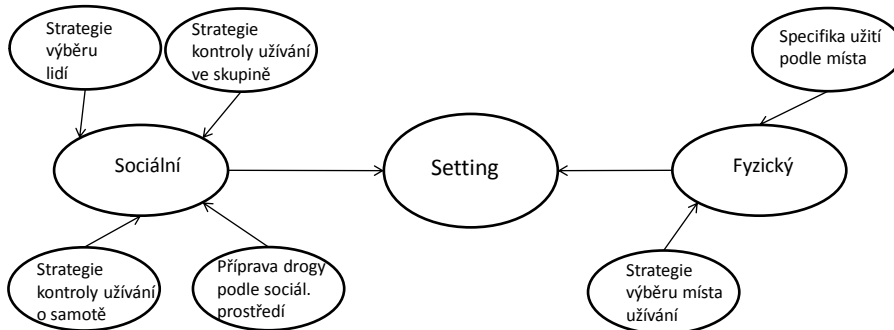 Strategie
výběru
lidí
Strategie
kontroly užívání
ve skupině
Specifika užití
podle místa
Sociální
Setting
Fyzický
Strategie
kontroly užívání
o samotě
Příprava drogy
podle sociál.
prostředí
Strategie
výběru místa
užívání